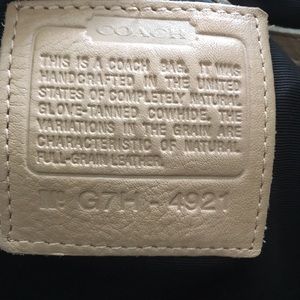 COACH
THIS IS A COACH BAG. IT WAS
HANDCRAFTED IN THE UNITED
STATES OF COMPLETELY NATURAL
GLOVE-TANNED COWHIDE. THE
VARIATIONS IN THE GRAIN ARE
CHARACTERISTIC OF NATURAL
FULL-GRAIN LEATHER.
Nº G7H-4921